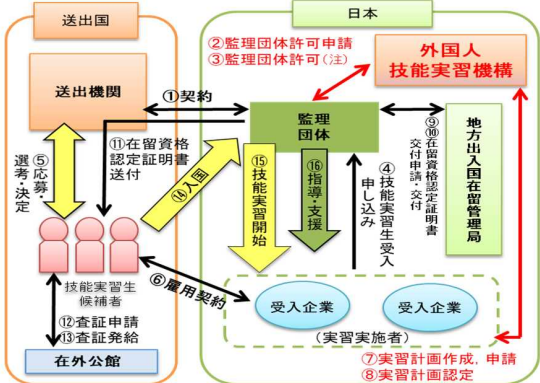 送出国
日本
送出機関
①契約
②監理団体許可申請
③監理団体許可(注)
外国人
技能実習機構
監理
団体
⑤応募・
選考・決定
⑪在留資格
認定証明書
送付
⑭入国
⑮技能実習開始
⑯指導・支援
④技能実習生受入
申し込み
⑨⑩在留資格認定証明書
交付申請・交付
地方出入国在留管理局
技能実習生
候補者
⑥雇用契約
受入企業
受入企業
(実習実施者)
⑫査証申請
⑬査証発給
在外公館
⑦実習計画作成,申請
⑧実習計画認定